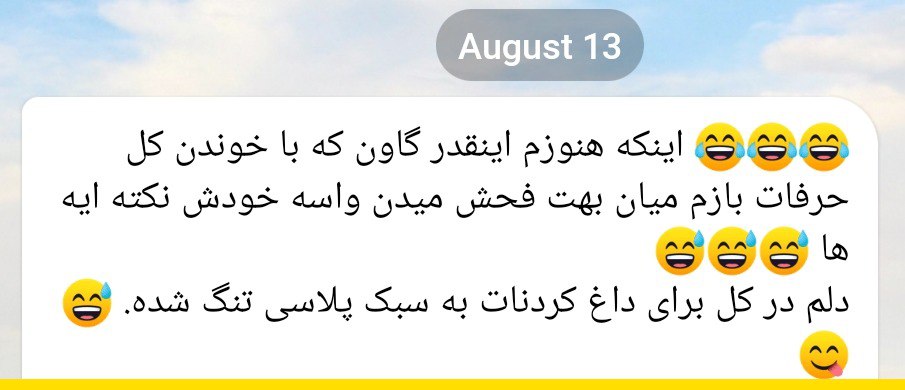 August 13
😂😂😂 اینکه هنوزم اینقدر گاون که با خوندن کل
حرفات بازم میان بهت فحش میدن واسه خودش نکته ایه
ها 😅😅😅
دلم در کل برای داغ کردنات به سبک پلاسی تنگ شده. 😅
😋